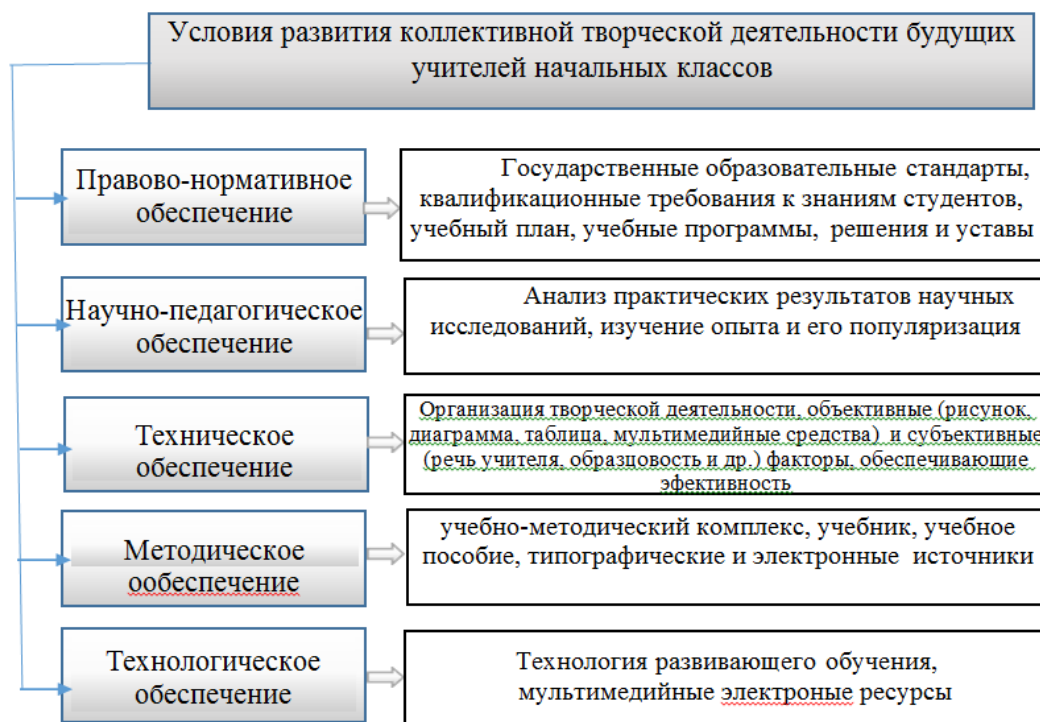 Условия развития коллективной творческой деятельности будущих
учителей начальных классов
Правово-нормативное
обеспечение
Государственные образовательные стандарты,
квалификационные требования к знаниям студентов,
учебный план, учебные программы, решения и уставы
Научно-педагогическое
обеспечение
Анализ практических результатов научных
исследований, изучение опыта и его популяризация
Техническое
обеспечение
Организация творческой деятельности, объективные (рисунок,
диаграмма, таблица, мультимедийные средства) и субъективные
(речь учителя, образцовость и др.) факторы, обеспечивающие
эфективность
Методическое
ообеспечение
учебно-методический комплекс, учебник, учебное
пособие, типографические и электронные источники
Технологическое
обеспечение
Технология развивающего обучения,
мультимедийные электроные ресурсы